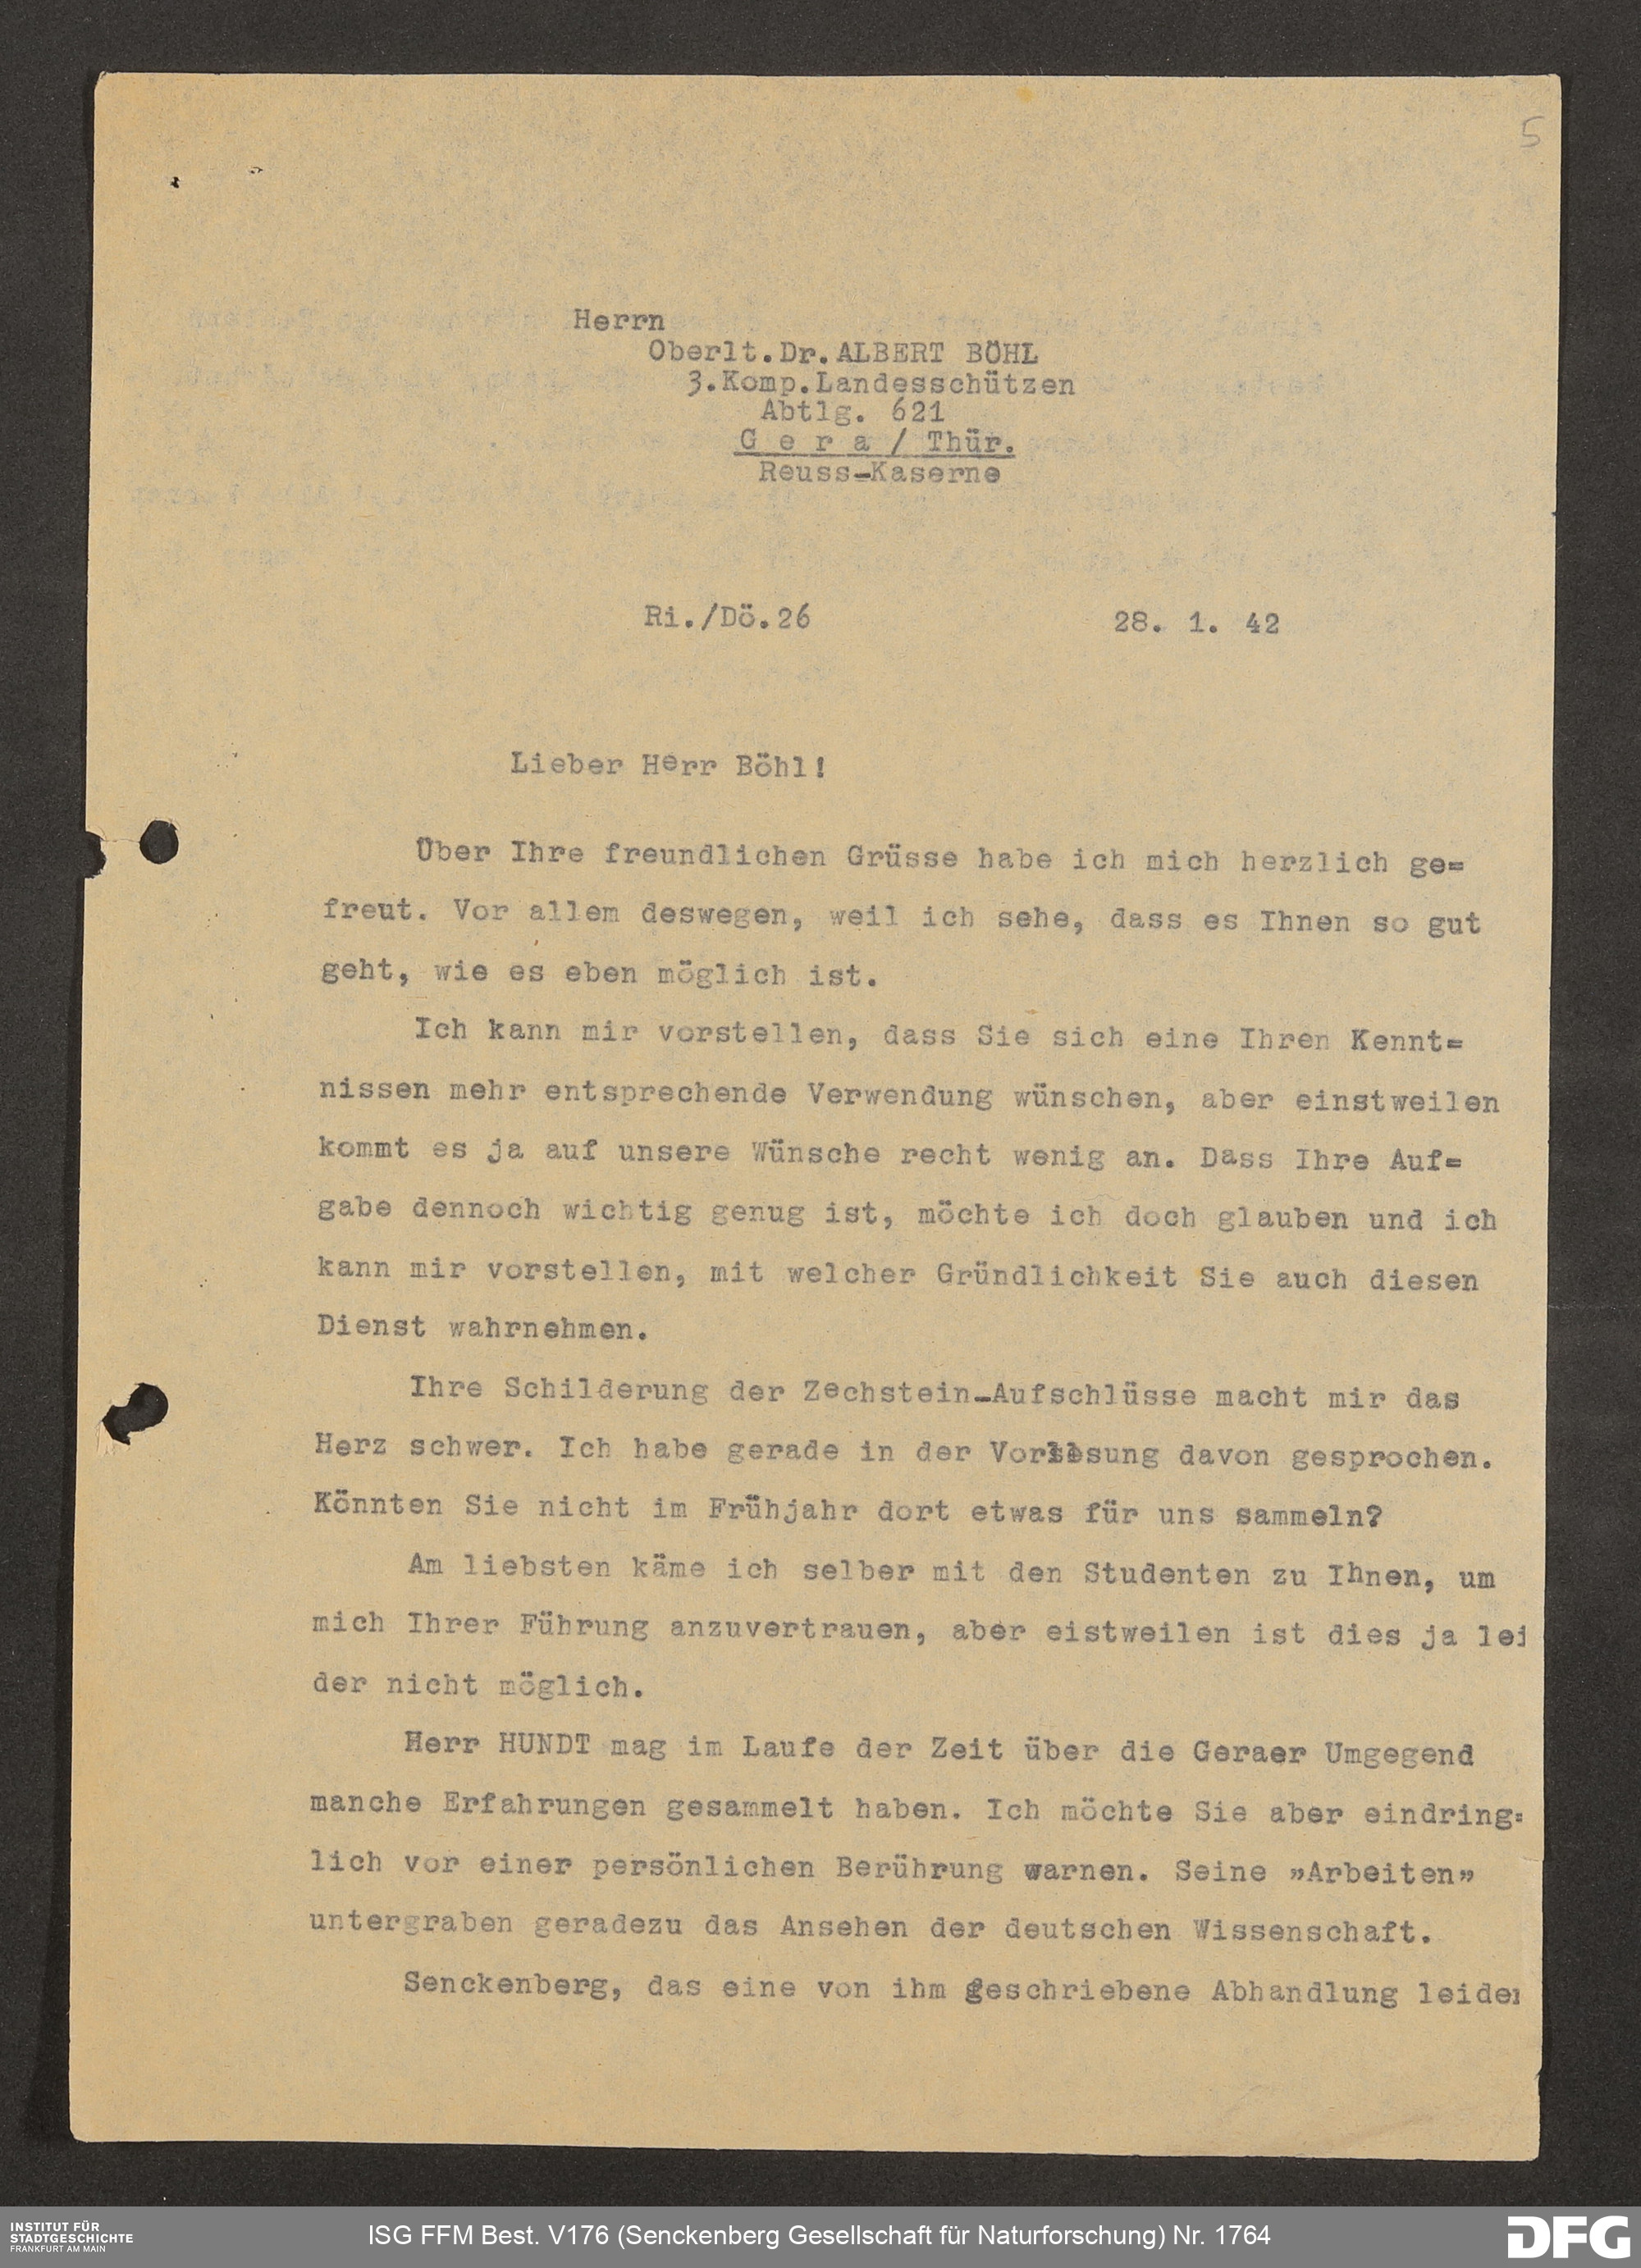 5
Herrn
Oberlt.Dr.ALBERT BÖHL
3.Komp.Landesschützen
Abtlg. 621
G e r a / Thür.
Reuss-Kaserne
Ri./Dö.26 28. 1. 42
Lieber Herr Böhl!
Über Ihre freundlichen Grüsse habe ich mich herzlich ge=
freut. Vor allem deswegen, weil ich sehe, dass es Ihnen so gut
geht, wie es eben möglich ist.
Ich kann mir vorstellen, dass Sie sich eine Ihren Kennt=
nissen mehr entsprechende Verwendung wünschen, aber einstweilen
kommt es ja auf unsere Wünsche recht wenig an. Dass Ihre Auf=
gabe dennoch wichtig genug ist, möchte ich doch glauben und ich
kann mir vorstellen, mit welcher Gründlichkeit Sie auch diesen
Dienst wahrnehmen.
Ihre Schilderung der Zechstein-Aufschlüsse macht mir das
Herz schwer. Ich habe gerade in der Vorlesung davon gesprochen.
Könnten Sie nicht im Frühjahr dort etwas für uns sammeln?
Am liebsten käme ich selber mit den Studenten zu Ihnen, um
mich Ihrer Führung anzuvertrauen, aber eistweilen ist dies ja lei
der nicht möglich.
Herr HUNDT mag im Laufe der Zeit über die Geraer Umgegend
manche Erfahrungen gesammelt haben. Ich möchte Sie aber eindring=
lich vor einer persönlichen Berührung warnen. Seine "Arbeiten"
untergraben geradezu das Ansehen der deutschen Wissenschaft.
Senckenberg, das eine von ihm geschriebene Abhandlung leider
INSTITUT FÜR
STADTGESCHICHTE
FRANKFURT AM MAIN
ISG FFM Best. V176 (Senckenberg Gesellschaft für Naturforschung) Nr. 1764
DFG